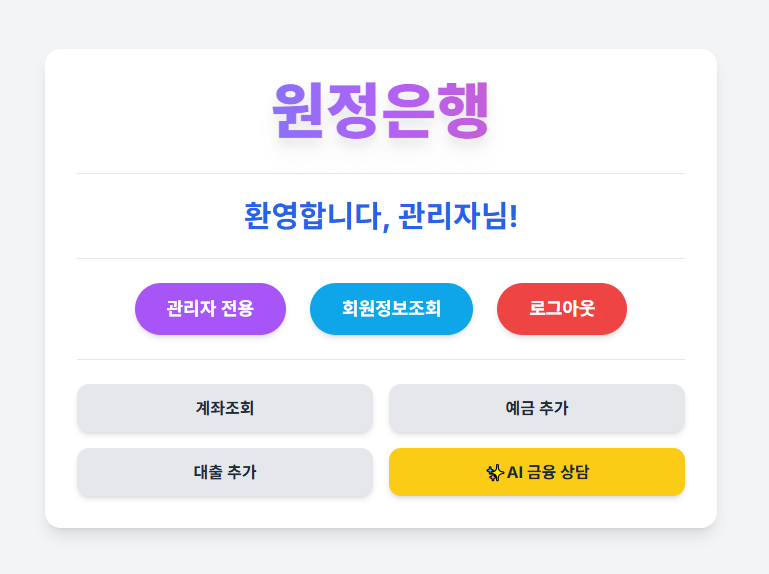 원정은행
환영합니다, 관리자님!
관리자 전용 회원정보조회 로그아웃
계좌조회 예금 추가
대출 추가 ✨AI 금융 상담